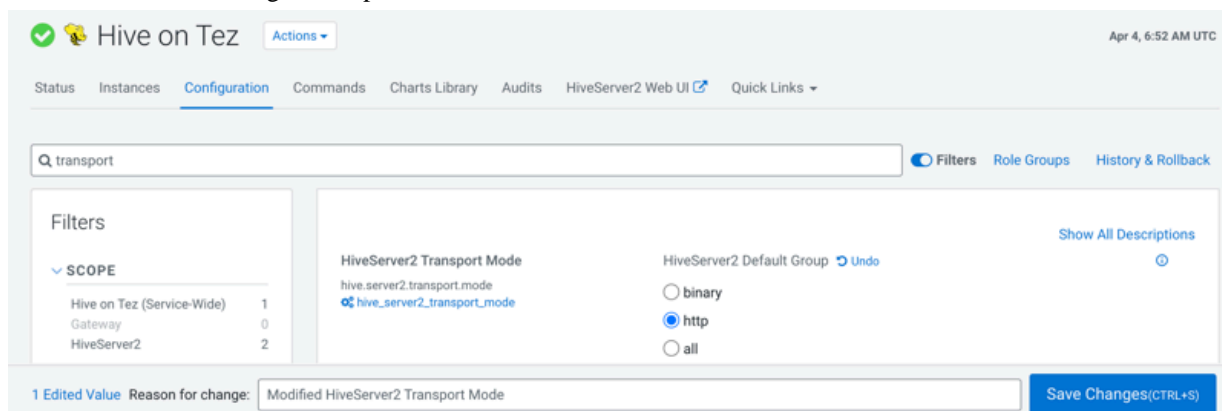 Hive on Tez Actions Apr 4, 6:52 AM UTC
Status Instances Configuration Commands Charts Library Audits HiveServer2 Web UI Quick Links
transport Filters Role Groups History & Rollback
Filters
Show All Descriptions
SCOPE
HiveServer2 Transport Mode HiveServer2 Default Group Undo
hive.server2.transport.mode
hive_server2_transport_mode
binary
Hive on Tez (Service-Wide) 1
Gateway 0
http
HiveServer2 2
all
1 Edited Value Reason for change: Modified HiveServer2 Transport Mode Save Changes(CTRL+S)